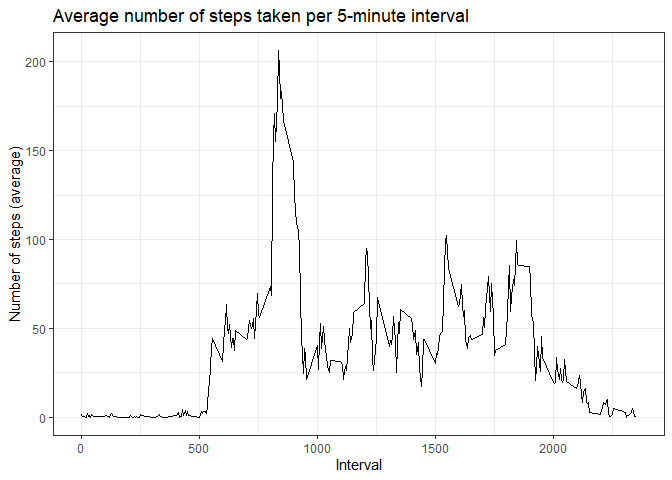 Average number of steps taken per 5-minute interval
Number of steps (average)
200
150
100
50
0
0 500 1000 1500 2000
Interval